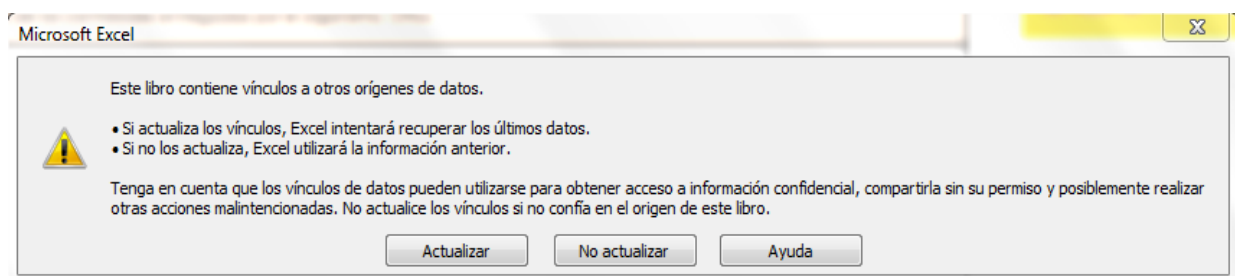 Microsoft Excel
Este libro contiene vínculos a otros orígenes de datos.
• Si actualiza los vínculos, Excel intentará recuperar los últimos datos.
• Si no los actualiza, Excel utilizará la información anterior.
Tenga en cuenta que los vínculos de datos pueden utilizarse para obtener acceso a información confidencial, compartirla sin su permiso y posiblemente realizar
otras acciones malintencionadas. No actualice los vínculos si no confía en el origen de este libro.
Actualizar No actualizar Ayuda